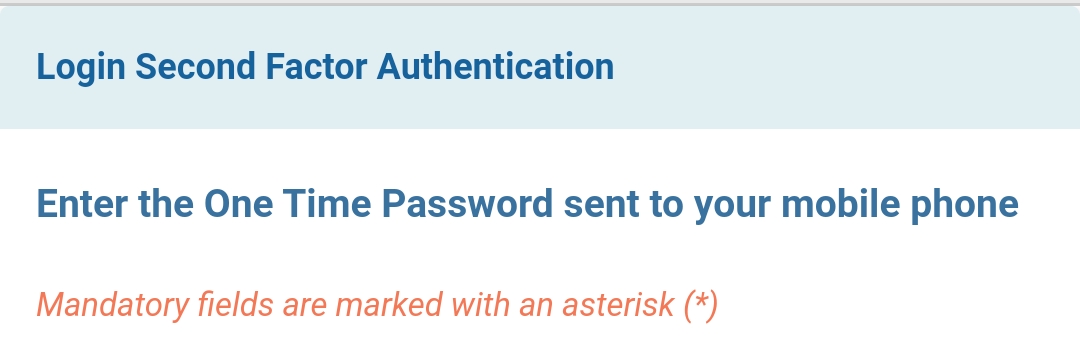 Login Second Factor Authentication
Enter the One Time Password sent to your mobile phone
Mandatory fields are marked with an asterisk (*)